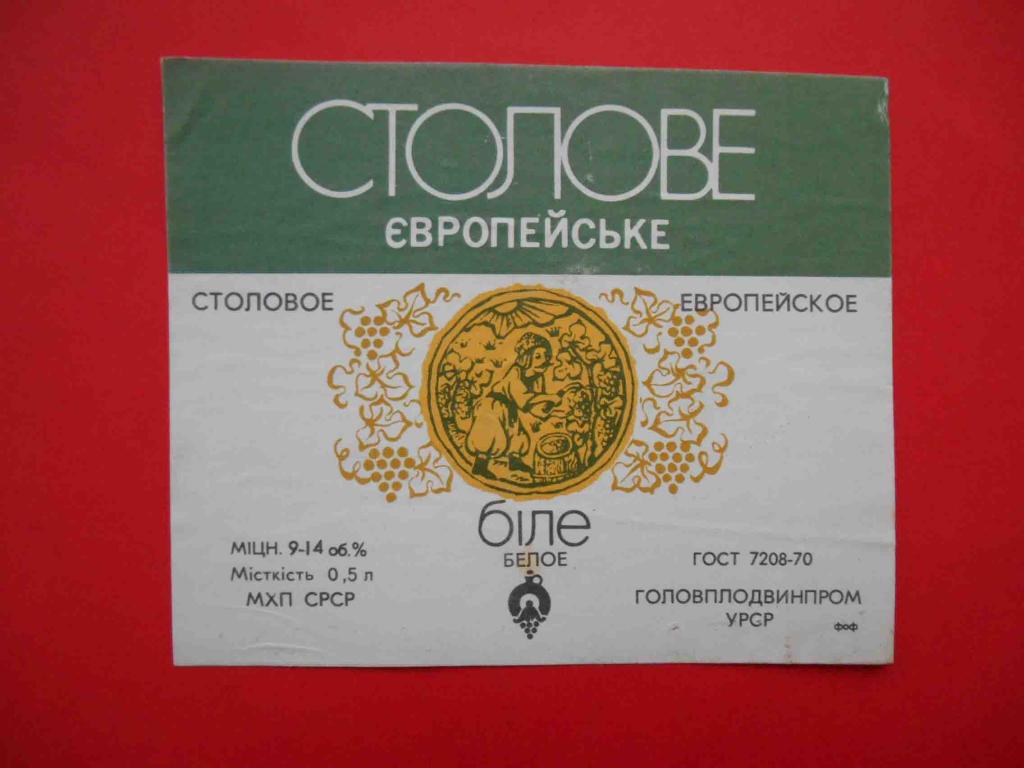 СТОЛОВЕ
ЄВРОПЕЙСЬКЕ
СТОЛОВОЕ
ЕВРОПЕЙСКОЕ
біле
БЕЛОЕ
МІЦН. 9-14 об.%
Місткість 0,5 л
МХП СРСР
ГОСТ 7208-70
ГОЛОВПЛОДВИНПРОМ
УРСР
ФОФ